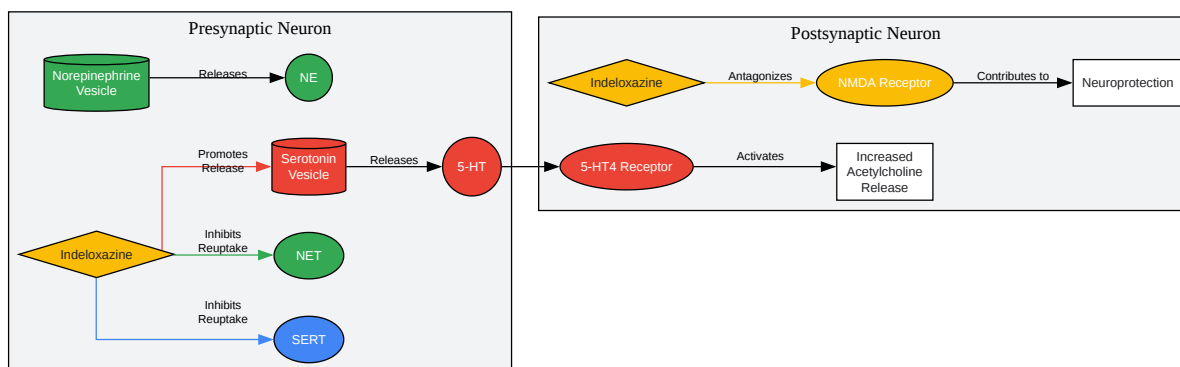 Presynaptic Neuron
Norepinephrine
Vesicle
Releases
NE
Promotes
Release
Serotonin
Vesicle
Releases
5-HT
Indeloxazine
Inhibits
Reuptake
NET
Inhibits
Reuptake
SERT
Postsynaptic Neuron
Indeloxazine
Antagonizes
NMDA Receptor
Contributes to
Neuroprotection
5-HT4 Receptor
Activates
Increased
Acetylcholine
Release